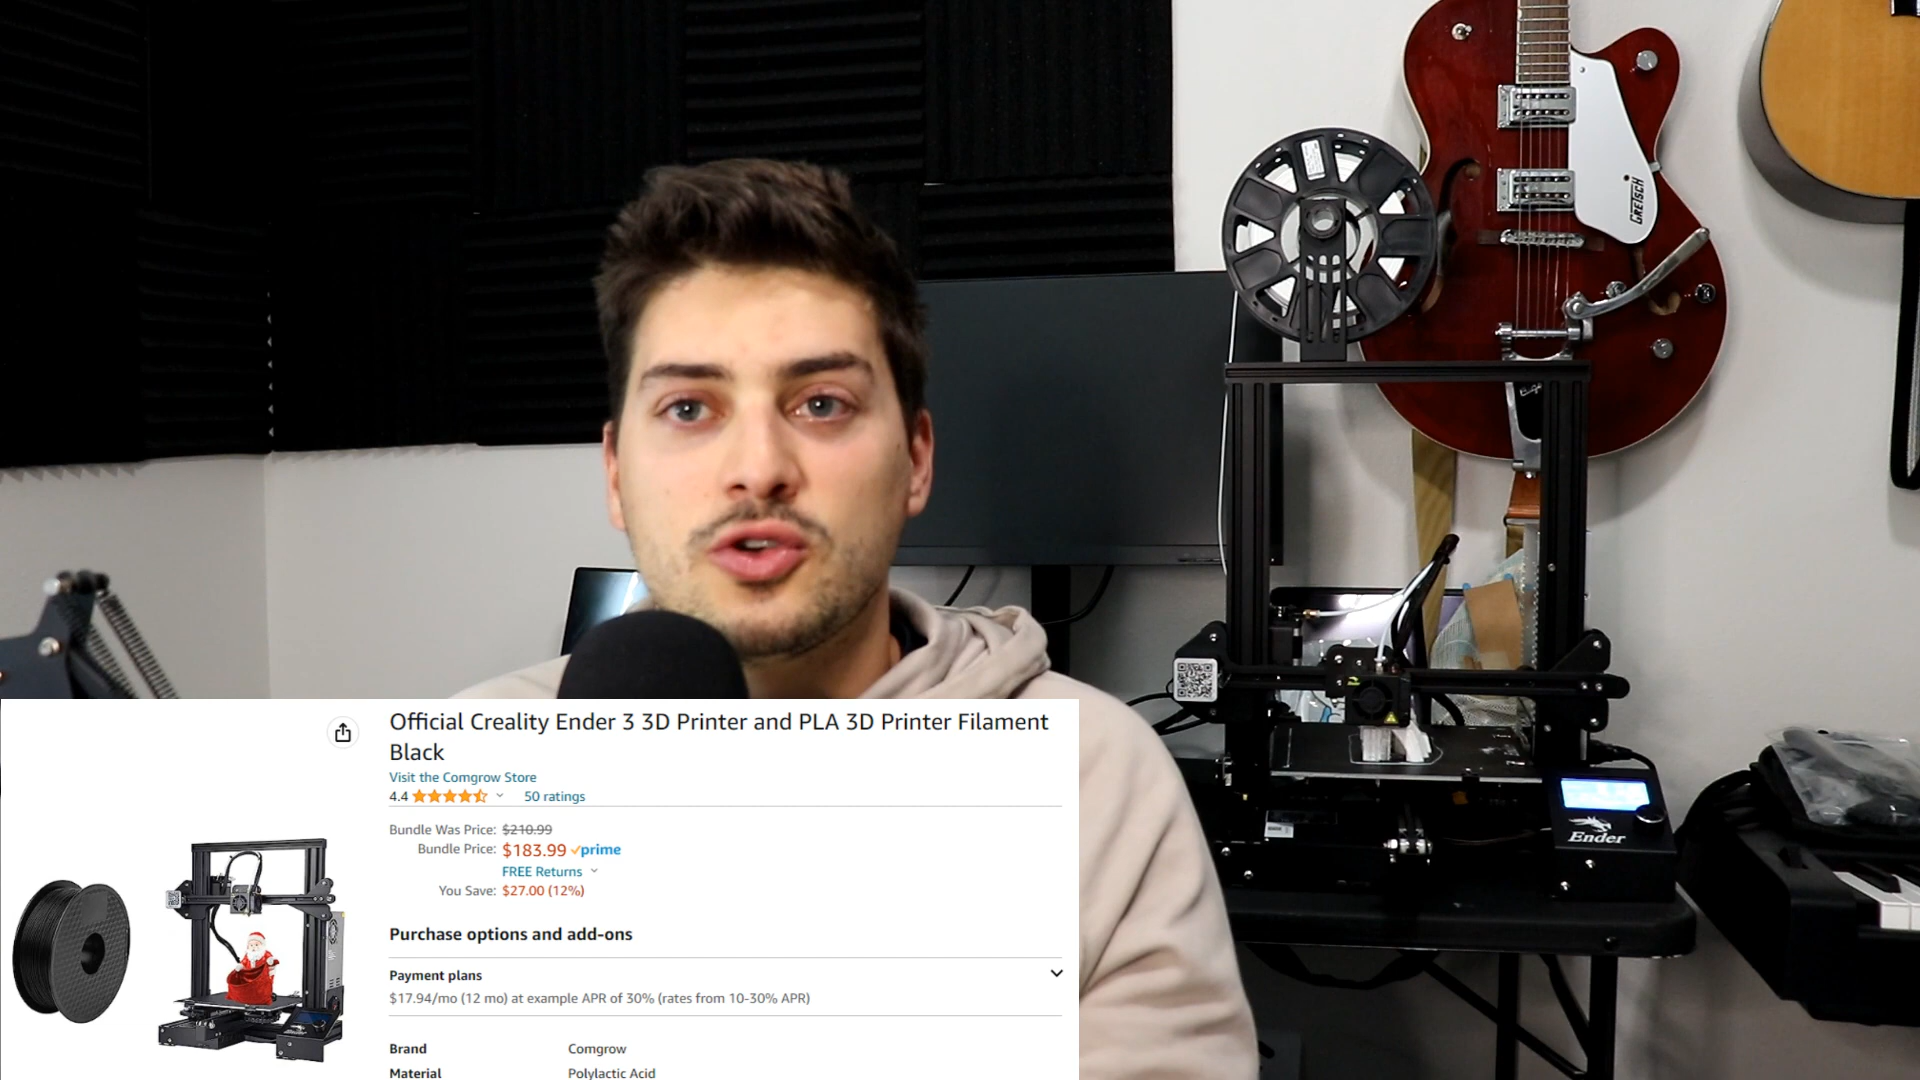 GRETSCH
Ender
Official Creality Ender 3 3D Printer and PLA 3D Printer Filament
Black
Visit the Comgrow Store
4.4 50 ratings
Bundle Was Price: $210.99
Bundle Price: $183.99 prime
FREE Returns
You Save: $27.00 (12%)
Purchase options and add-ons
Payment plans
$17.94/mo (12 mo) at example APR of 30% (rates from 10-30% APR)
Brand Comgrow
Material Polylactic Acid